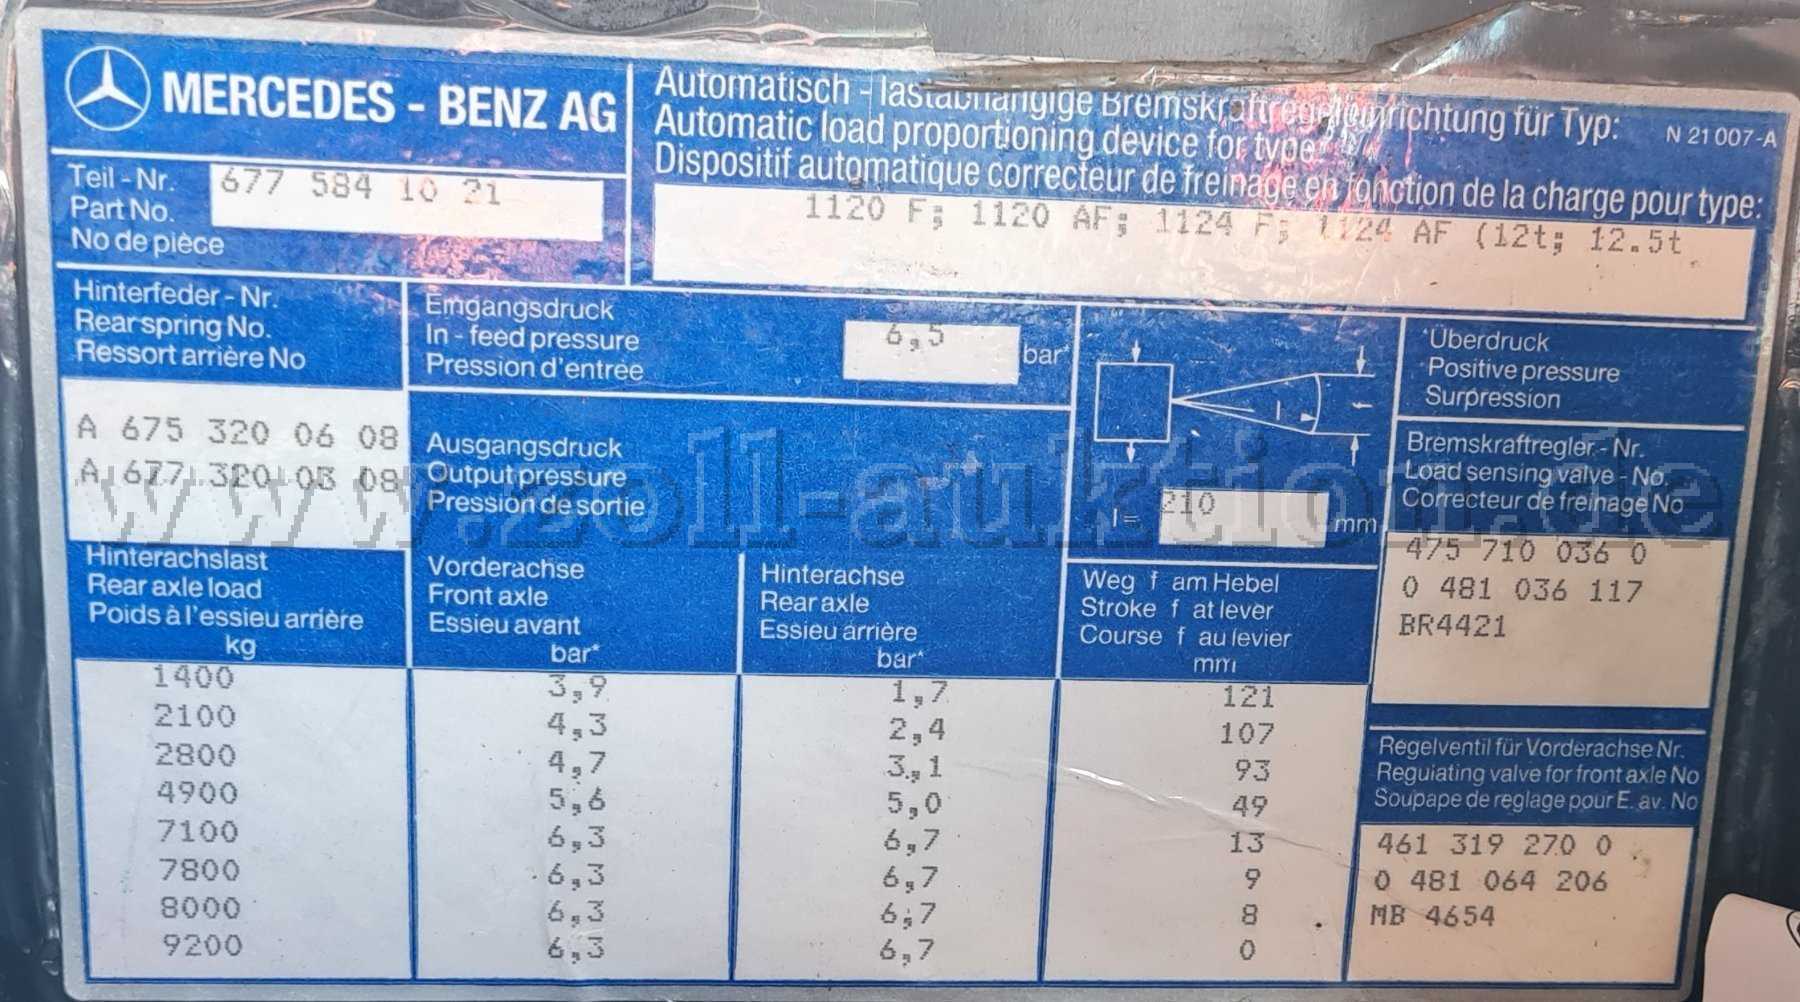 MERCEDES - BENZ AG
Automatisch - lastabhängige Bremskraftregeleinrichtung für Typ:
N 21 007-A
Automatic load proportioning device for type
Dispositif automatique correcteur de freinage en fonction de la charge pour type:
Teil - Nr.
Part No.
No de pièce
677 584 10 21
1120 F; 1120 AF; 1124 F; 1124 AF (12t; 12.5t
Hinterfeder - Nr.
Rear spring No.
Ressort arrière No
A 675 320 06 08
A 677 320 03 08
Eingangsdruck
In - feed pressure
Pression d'entrée
6,5
bar*
Ausgangsdruck
Output pressure
Pression de sortie
l
f
l = 210 mm
*Überdruck
Positive pressure
Surpression
Bremskraftregler - Nr.
Load sensing valve - No.
Correcteur de freinage No
475 710 036 0
0 481 036 117
BR4421
Hinterachslast
Rear axle load
Poids à l'essieu arrière
kg
Vorderachse
Front axle
Essieu avant
bar*
Hinterachse
Rear axle
Essieu arrière
bar*
Weg f am Hebel
Stroke f at lever
Course f au levier
mm
1400 3,9 1,7 121
2100 4,3 2,4 107
2800 4,7 3,1 93
4900 5,6 5,0 49
7100 6,3 6,7 13
7800 6,3 6,7 9
8000 6,3 6,7 8
9200 6,3 6,7 0
Regelventil für Vorderachse Nr.
Regulating valve for front axle No
Soupape de reglage pour E. av. No
461 319 270 0
0 481 064 206
MB 4654
www.zoll-auktion.de